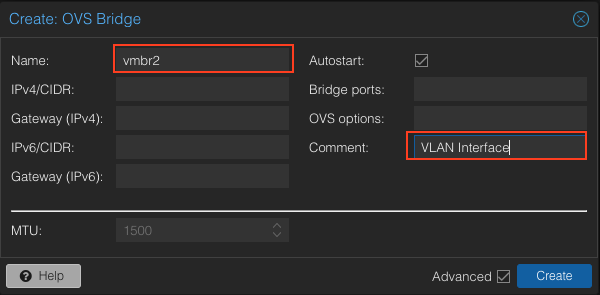 Create: OVS Bridge
Name: vmbr2 Autostart:
IPv4/CIDR: Bridge ports:
Gateway (IPv4): OVS options:
IPv6/CIDR: Comment: VLAN Interface
Gateway (IPv6):
MTU: 1500
? Help Advanced Create